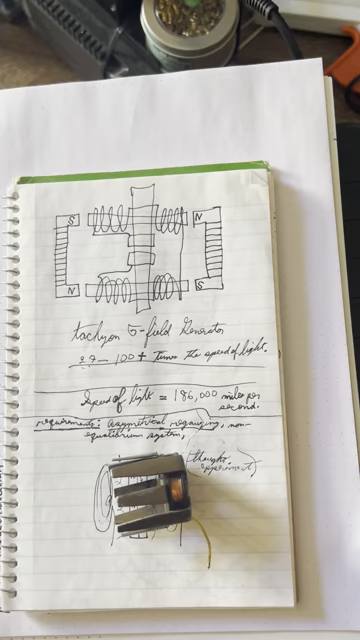 S N
N S
tachyon 5-field Generator
2.7 — 100+ times the speed of light.
Speed of light = 186,000 miles per
second.
requirements: Asymmetrical regauging, non-
equilibrium system,
(thought
experiment)